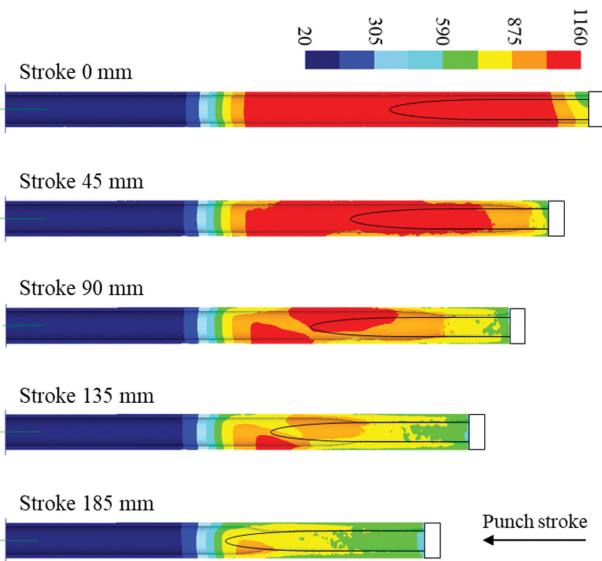 20 305 590 875 1160
Stroke 0 mm
Stroke 45 mm
Stroke 90 mm
Stroke 135 mm
Stroke 185 mm
Punch stroke